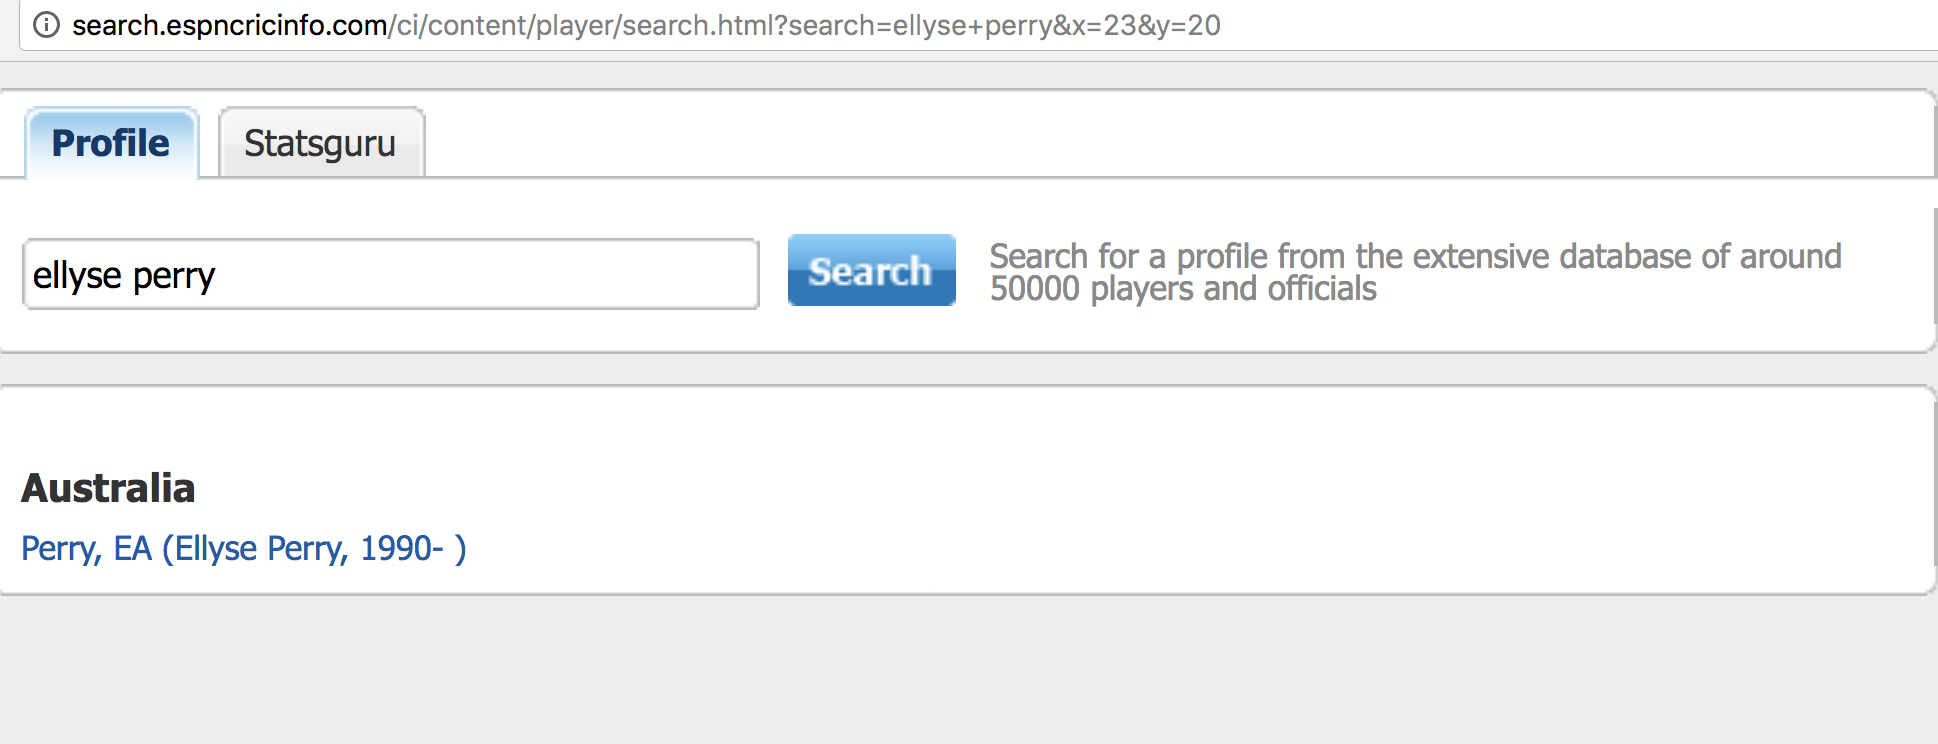 search.espncricinfo.com/ci/content/player/search.html?search=ellyse+perry&x=23&y=20
Profile
Statsguru
ellyse perry
Search
Search for a profile from the extensive database of around
50000 players and officials
Australia
Perry, EA (Ellyse Perry, 1990- )